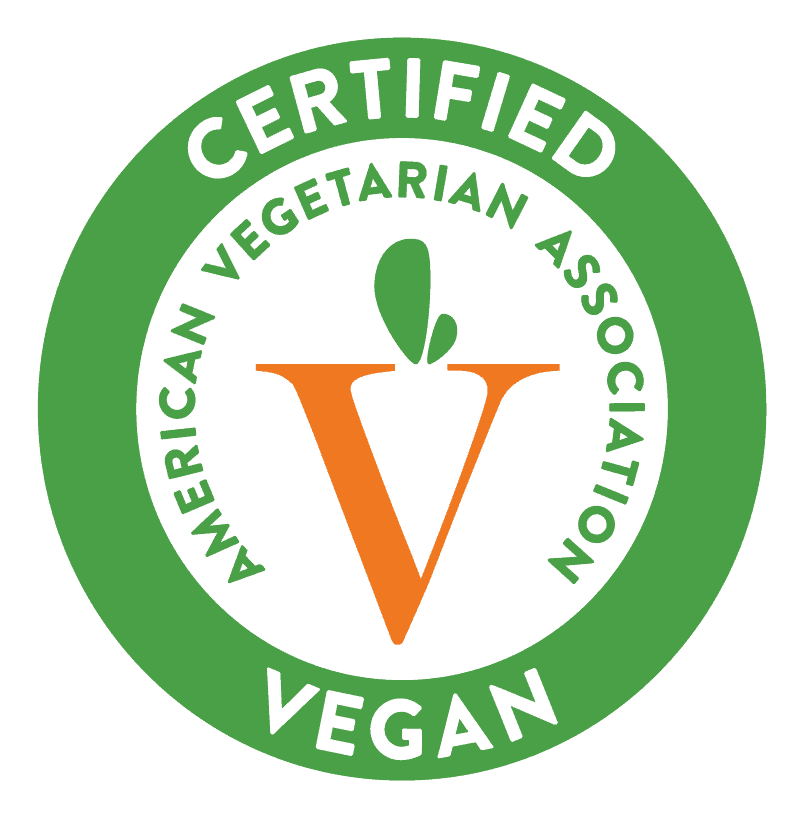 CERTIFIED
AMERICAN VEGETARIAN ASSOCIATION
V
VEGAN